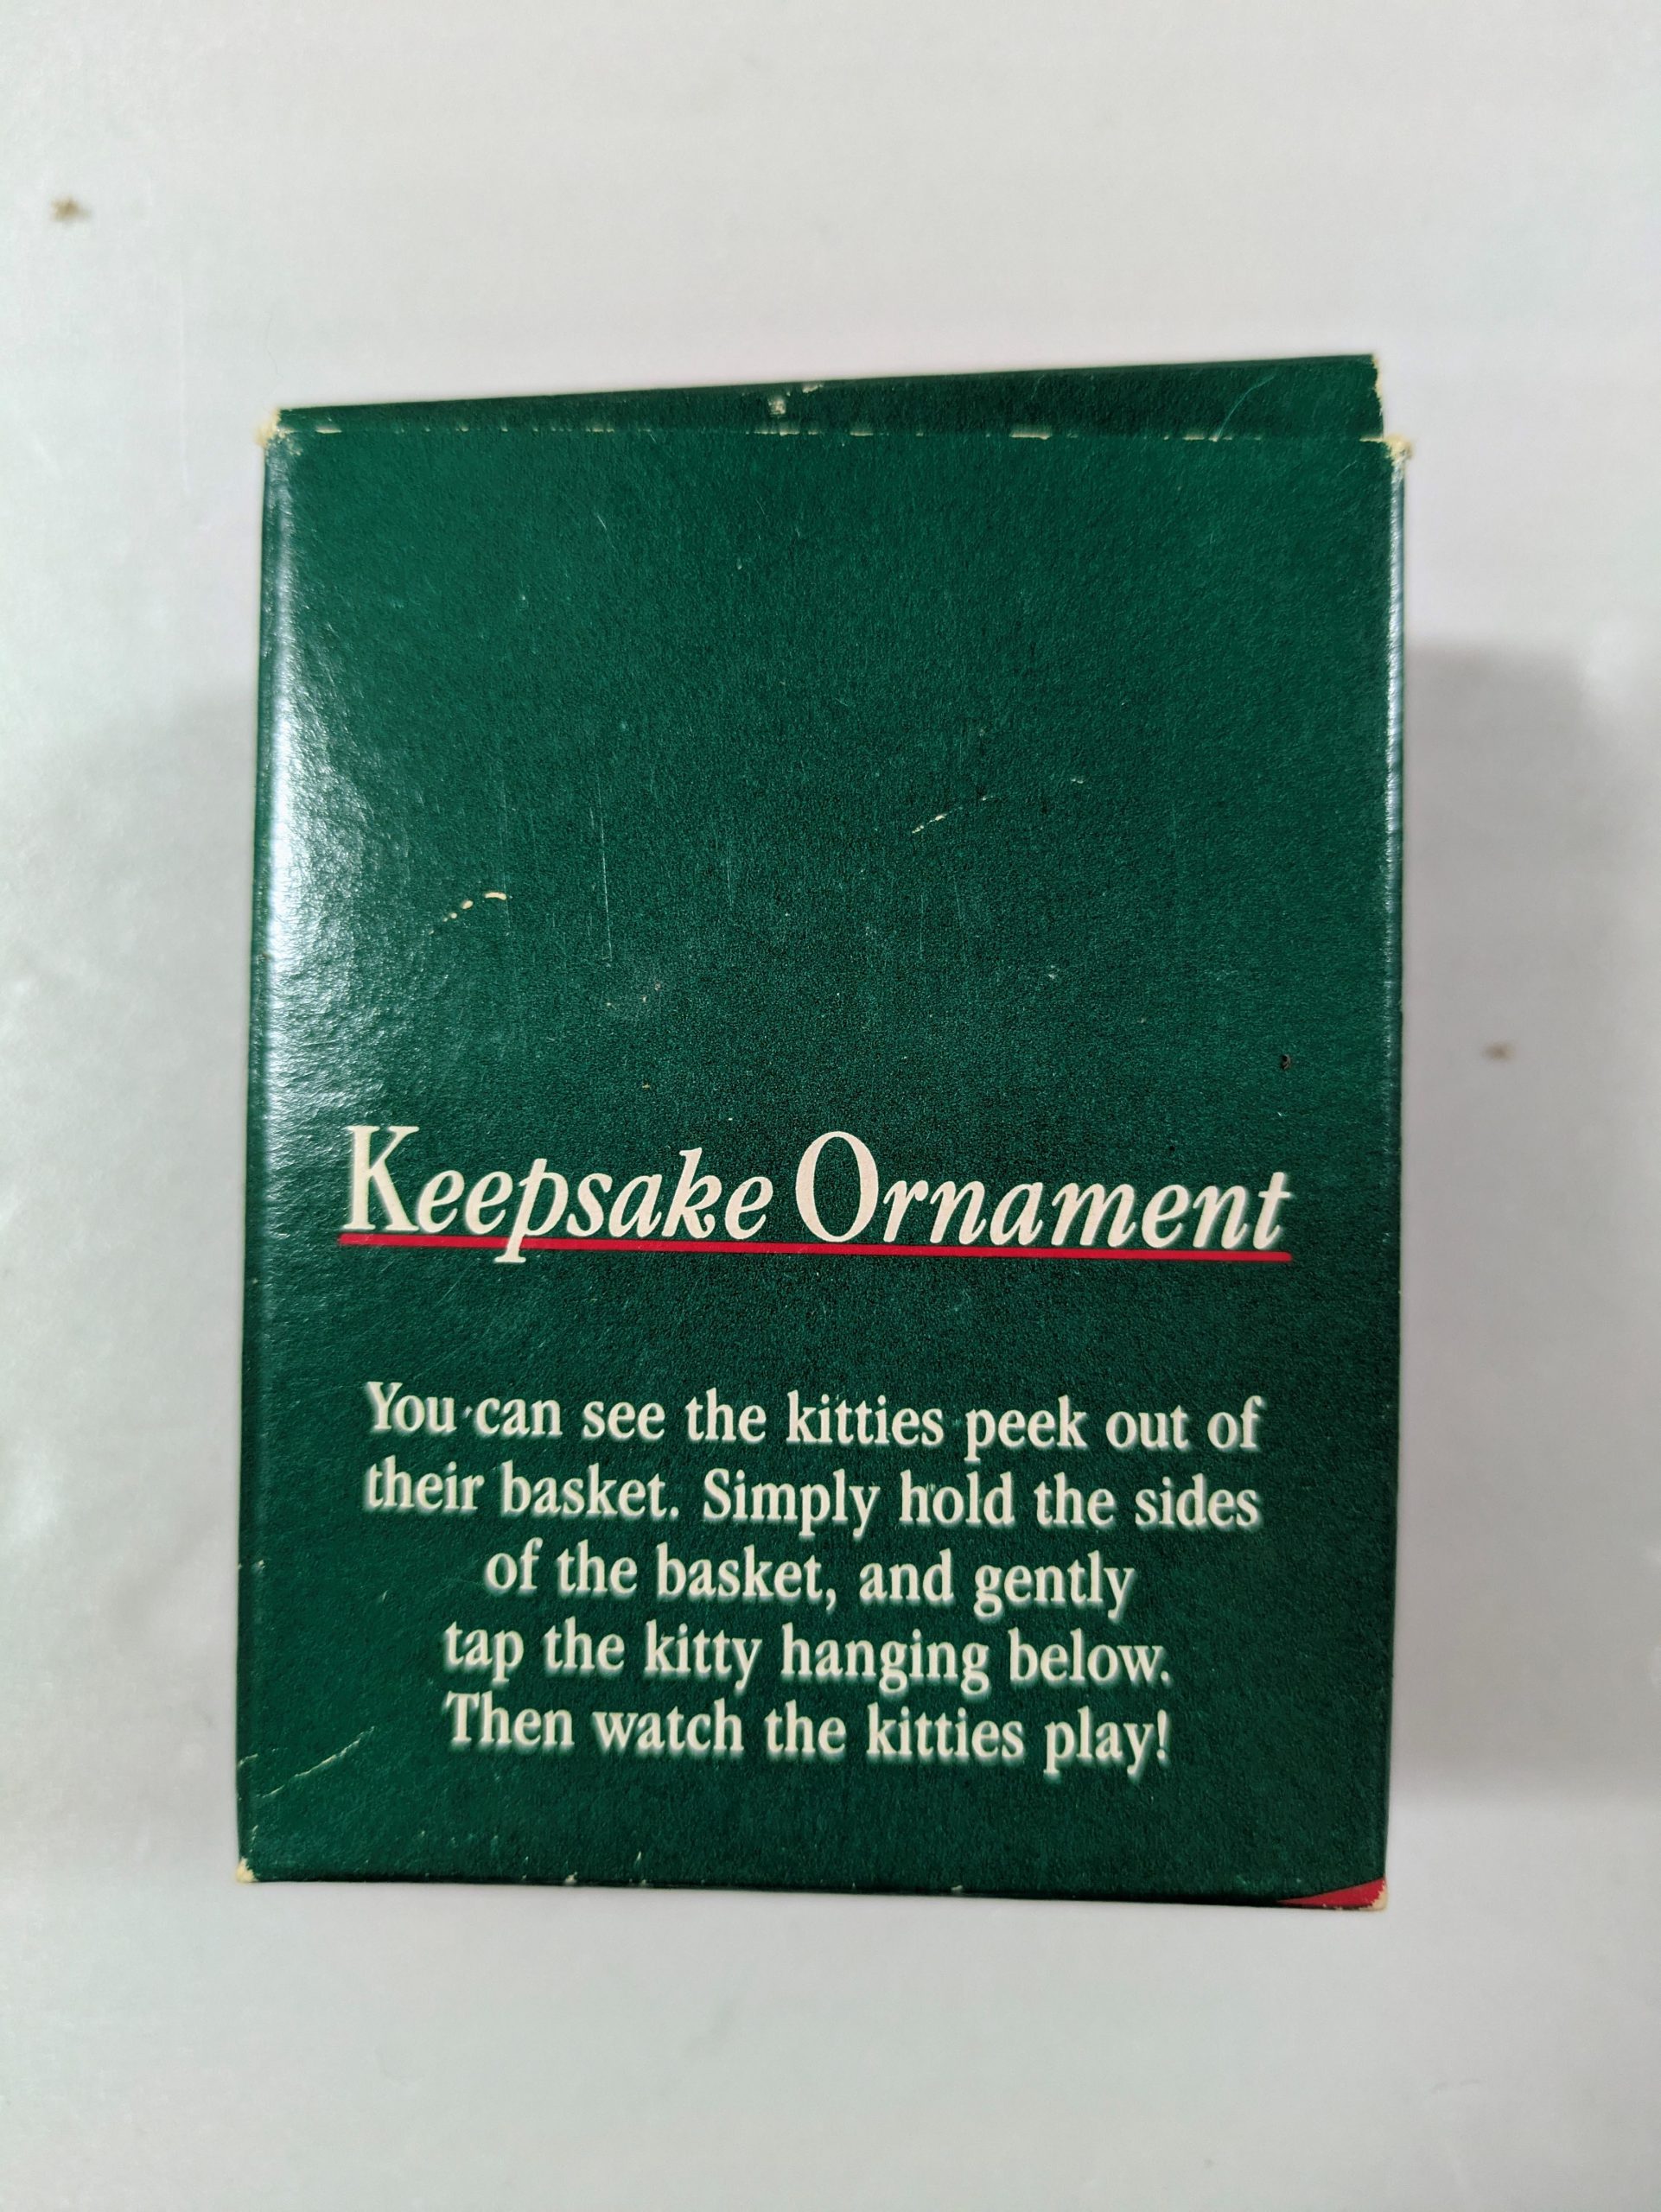 Keepsake Ornament
You can see the kitties peek out of
their basket. Simply hold the sides
of the basket, and gently
tap the kitty hanging below.
Then watch the kitties play!